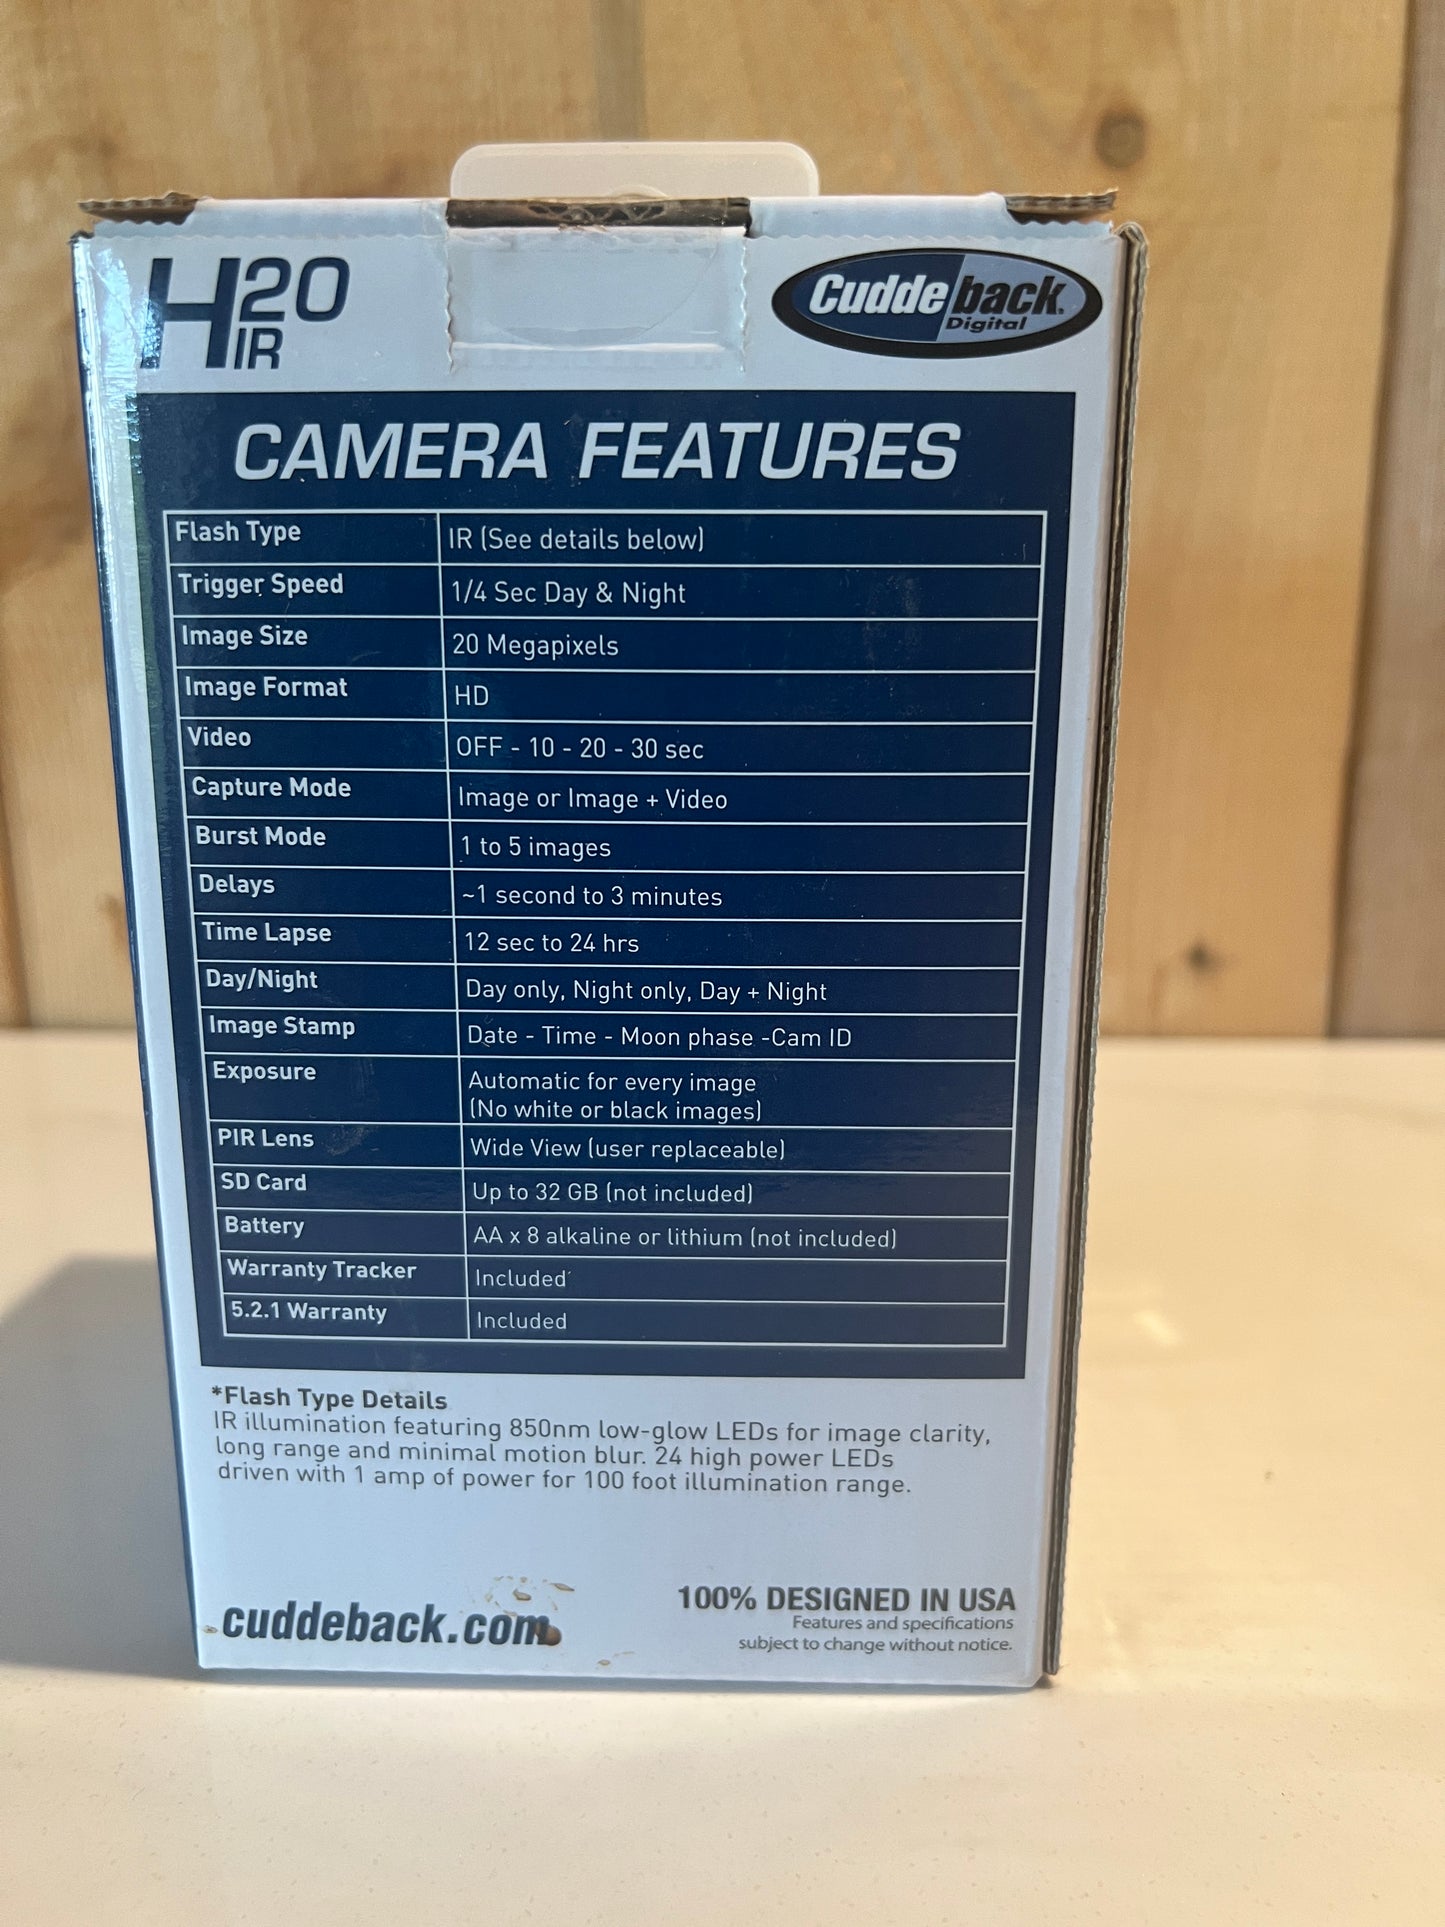 H20
IR
Cuddeback
Digital
CAMERA FEATURES
Flash Type IR (See details below)
Trigger Speed 1/4 Sec Day & Night
Image Size 20 Megapixels
Image Format HD
Video OFF - 10 - 20 - 30 sec
Capture Mode Image or Image + Video
Burst Mode 1 to 5 images
Delays ~1 second to 3 minutes
Time Lapse 12 sec to 24 hrs
Day/Night Day only, Night only, Day + Night
Image Stamp Date - Time - Moon phase -Cam ID
Exposure Automatic for every image
(No white or black images)
PIR Lens Wide View (user replaceable)
SD Card Up to 32 GB (not included)
Battery AA x 8 alkaline or lithium (not included)
Warranty Tracker Included
5.2.1 Warranty Included
*Flash Type Details
IR illumination featuring 850nm low-glow LEDs for image clarity,
long range and minimal motion blur. 24 high power LEDs
driven with 1 amp of power for 100 foot illumination range.
cuddeback.com
100% DESIGNED IN USA
Features and specifications
subject to change without notice.